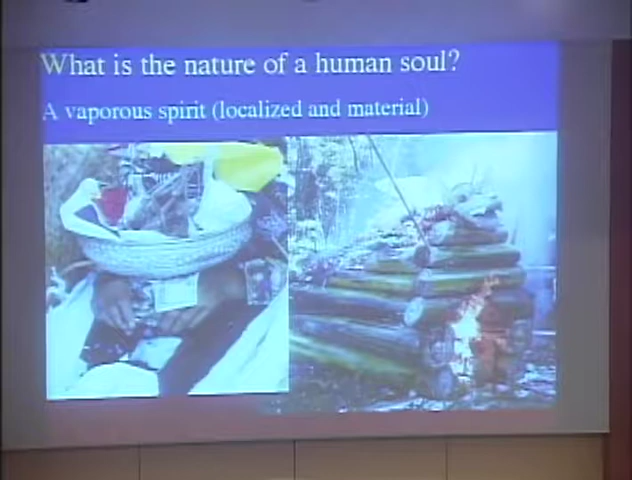 What is the nature of a human soul?
A vaporous spirit (localized and material)